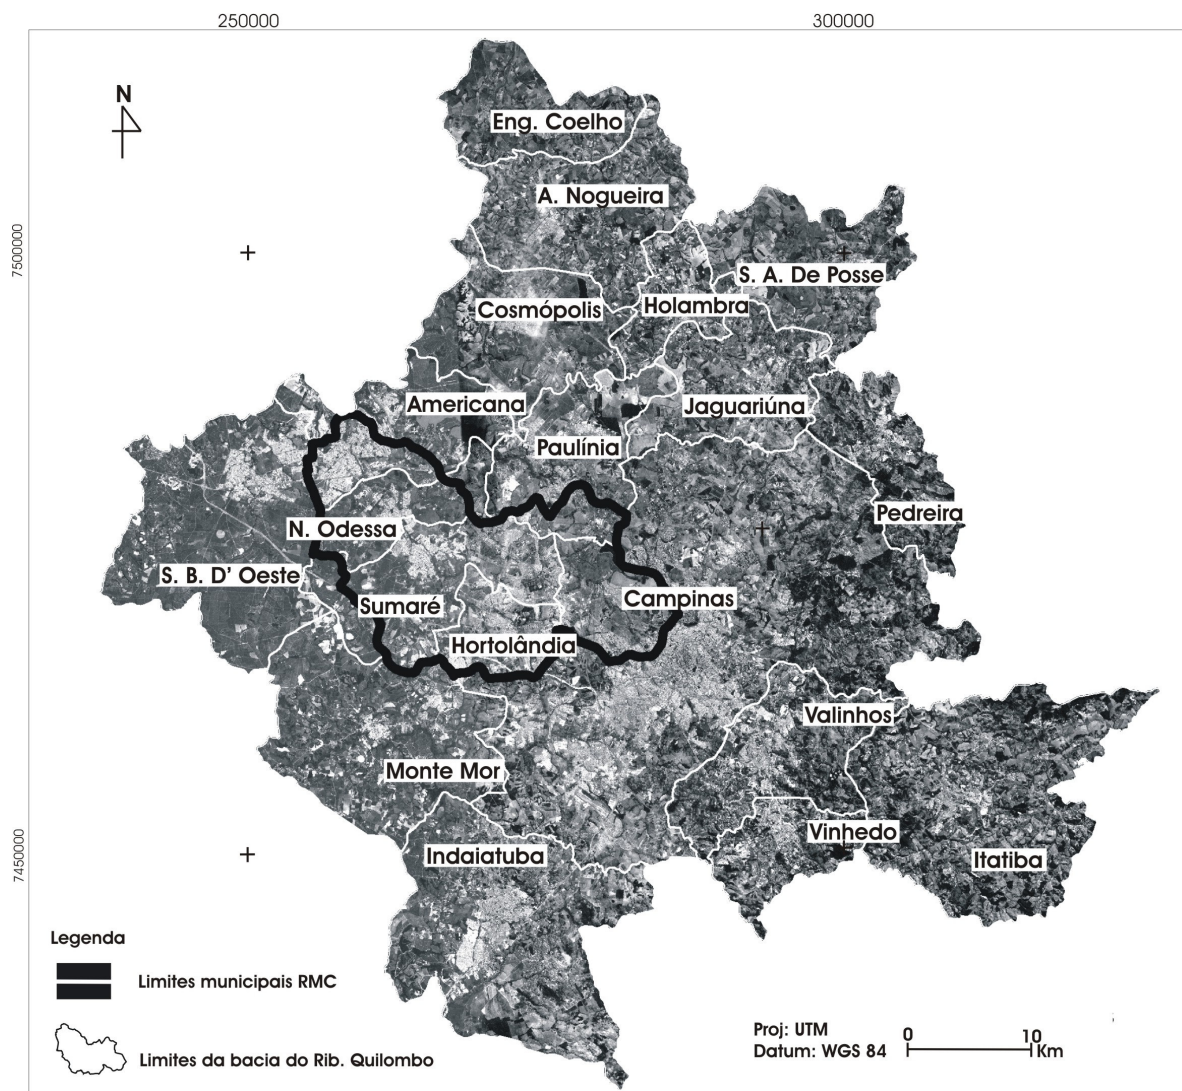 250000
300000
N
Eng. Coelho
A. Nogueira
7500000
S. A. De Posse
Cosmópolis
Holambra
Americana
Jaguariúna
Paulínia
Pedreira
N. Odessa
S. B. D' Oeste
Sumaré
Campinas
Hortolândia
Valinhos
Monte Mor
Vinhedo
7450000
Indaiatuba
Itatiba
Legenda
Limites municipais RMC
Limites da bacia do Rib. Quilombo
Proj: UTM
Datum: WGS 84
0 10
Km